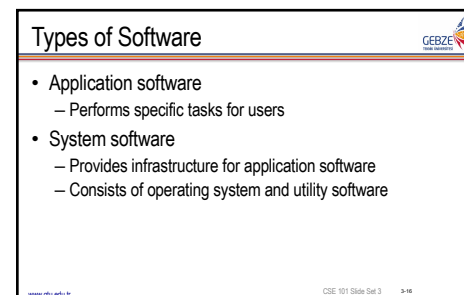 Types of Software
GEBZE
• Application software
– Performs specific tasks for users
• System software
– Provides infrastructure for application software
– Consists of operating system and utility software
www.gtu.edu.tr
CSE 101 Slide Set 3
3-16